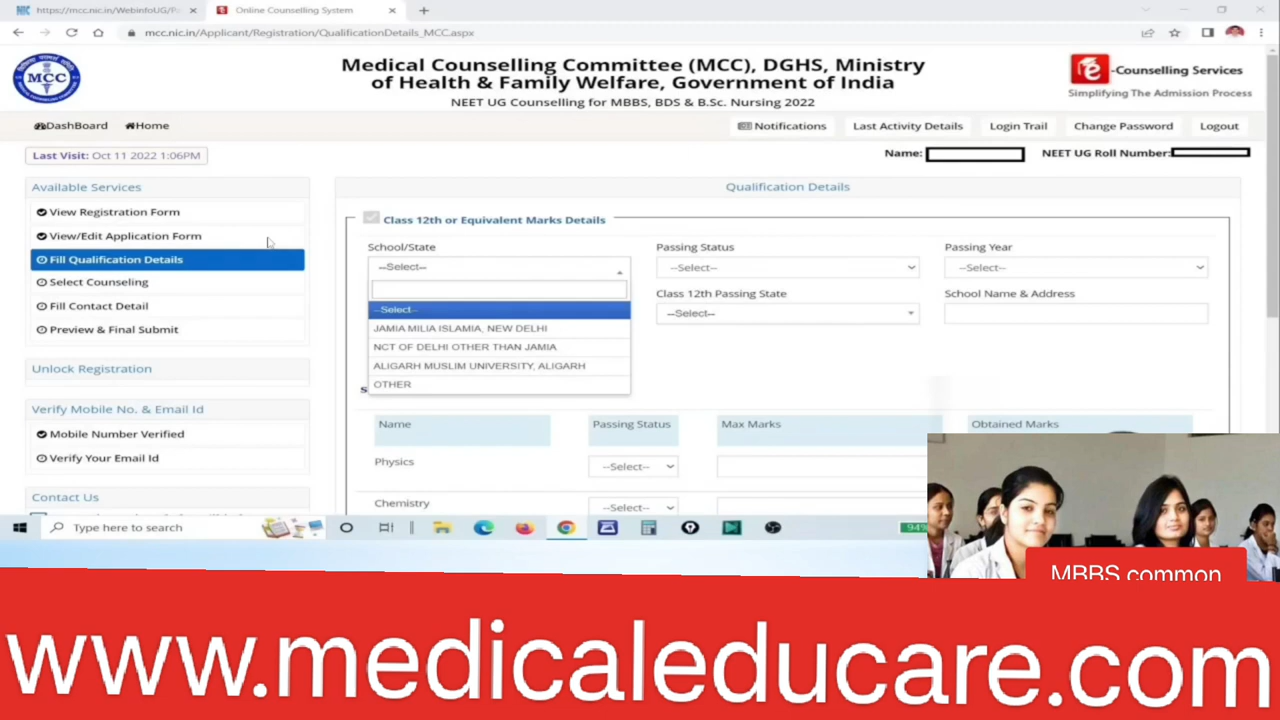 https://mcc.nic.in/WebinfoUG/P
Online Counselling System
mcc.nic.in/Applicant/Registration/QualificationDetails_MCC.aspx
MCC
Medical Counselling Committee (MCC), DGHS, Ministry
of Health & Family Welfare, Government of India
NEET UG Counselling for MBBS, BDS & B.Sc. Nursing 2022
-Counselling Services
Simplifying The Admission Process
DashBoard Home
Notifications Last Activity Details Login Trail Change Password Logout
Last Visit: Oct 11 2022 1:06PM
Name: NEET UG Roll Number:
Available Services
View Registration Form
View/Edit Application Form
Fill Qualification Details
Select Counseling
Fill Contact Detail
Preview & Final Submit
Unlock Registration
Verify Mobile No. & Email Id
Mobile Number Verified
Verify Your Email Id
Contact Us
Qualification Details
Class 12th or Equivalent Marks Details
School/State Passing Status Passing Year
--Select-- --Select-- --Select--
Class 12th Passing State School Name & Address
--Select--
--Select--
JAMIA MILIA ISLAMIA, NEW DELHI
NCT OF DELHI OTHER THAN JAMIA
ALIGARH MUSLIM UNIVERSITY, ALIGARH
OTHER
Name Passing Status Max Marks Obtained Marks
Physics --Select--
Chemistry --Select--
Type here to search
94%
MBBS common
www.medicaleducare.com